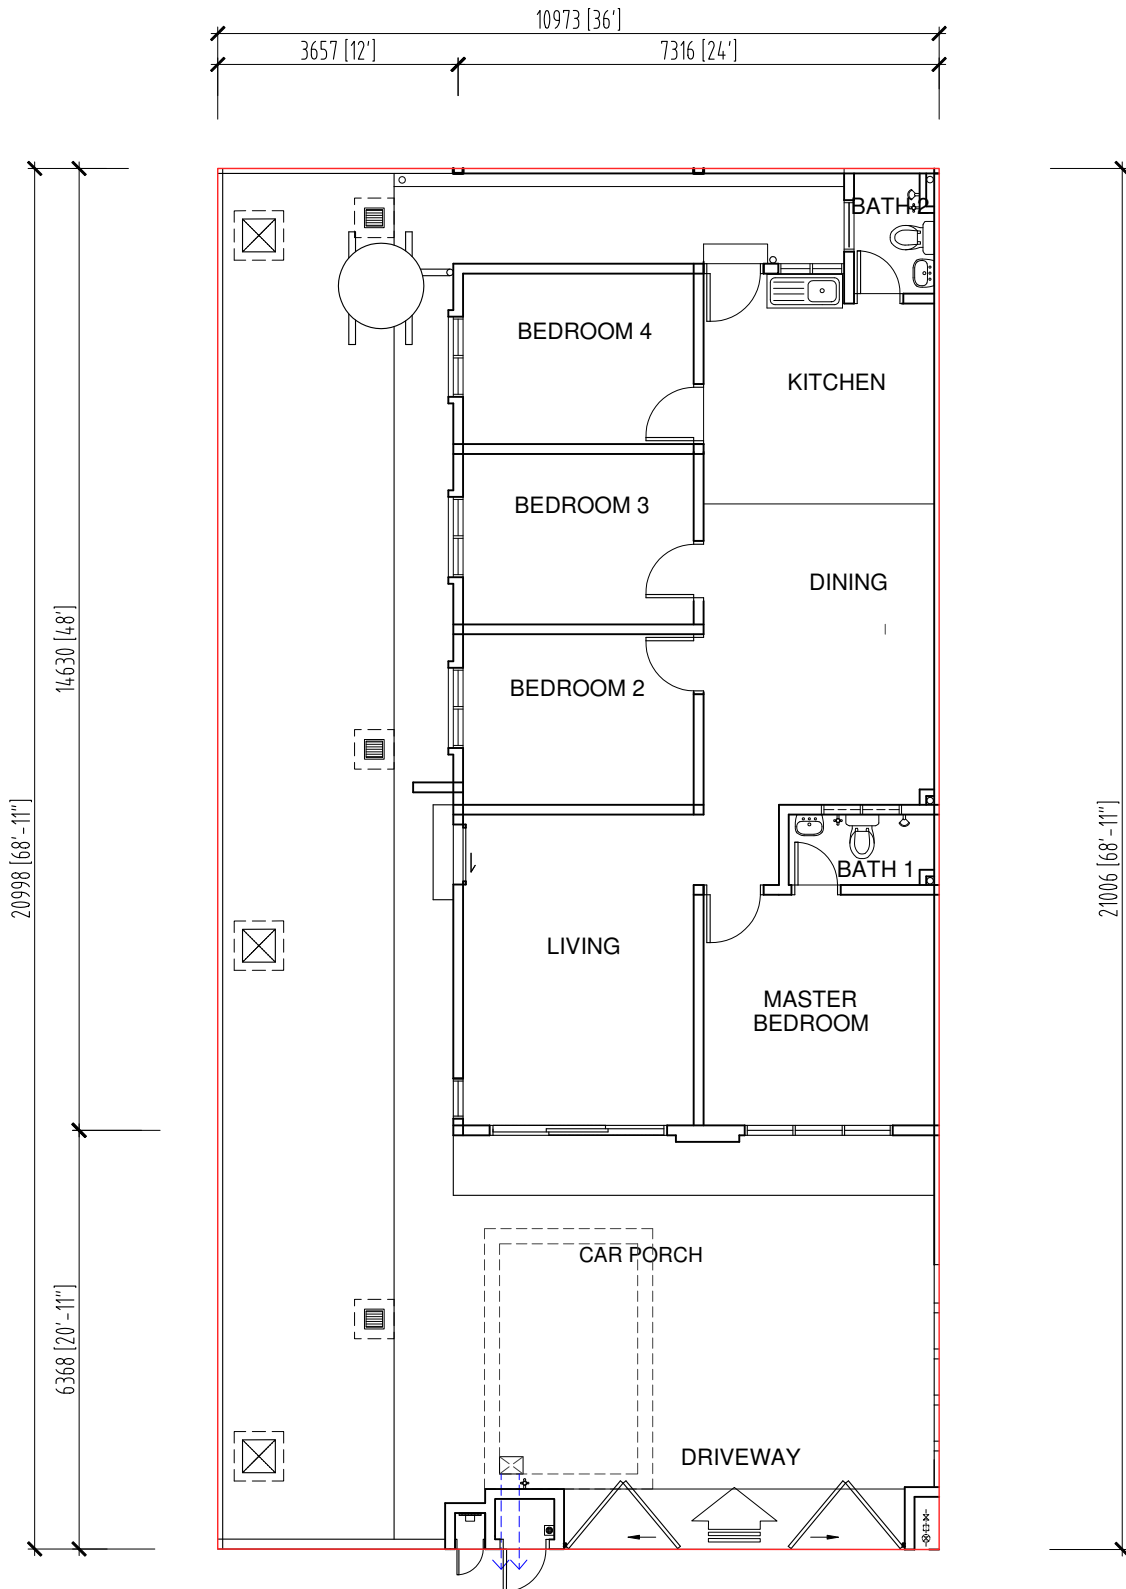 10973 [36']
3657 [12']
7316 [24']
BATH 2
BEDROOM 4
KITCHEN
BEDROOM 3
DINING
BEDROOM 2
14630 [48']
20998 [68'-11"]
21006 [68'-11"]
BATH 1
LIVING
MASTER
BEDROOM
CAR PORCH
6368 [20'-11"]
DRIVEWAY